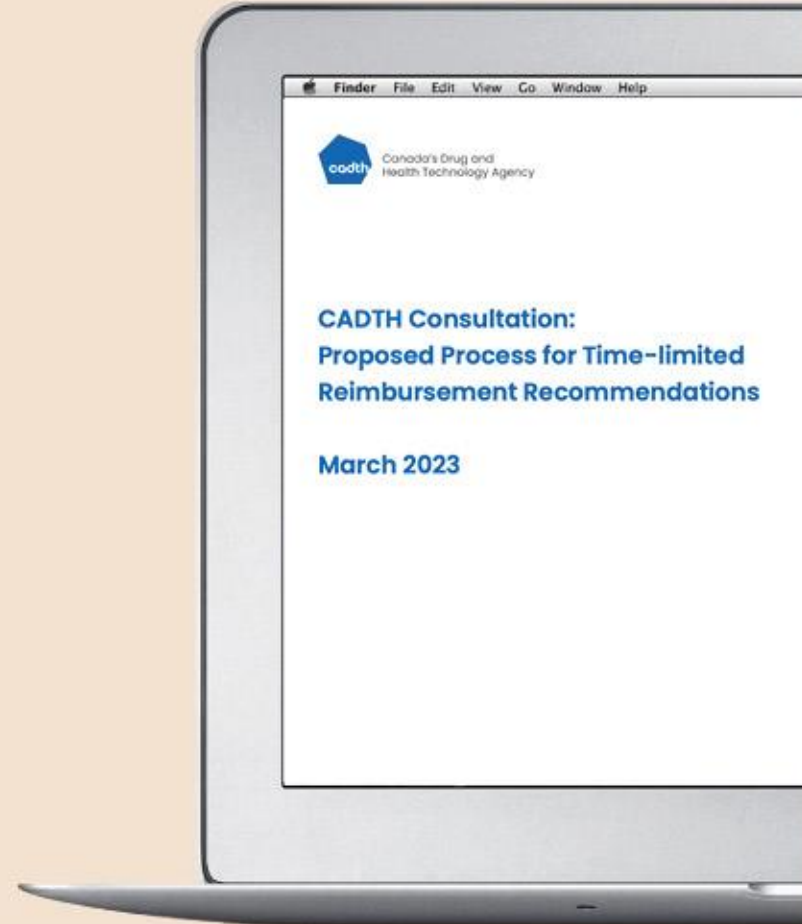 Finder File Edit View Go Window Help
cadth
Canada's Drug and
Health Technology Agency
CADTH Consultation:
Proposed Process for Time-limited
Reimbursement Recommendations
March 2023